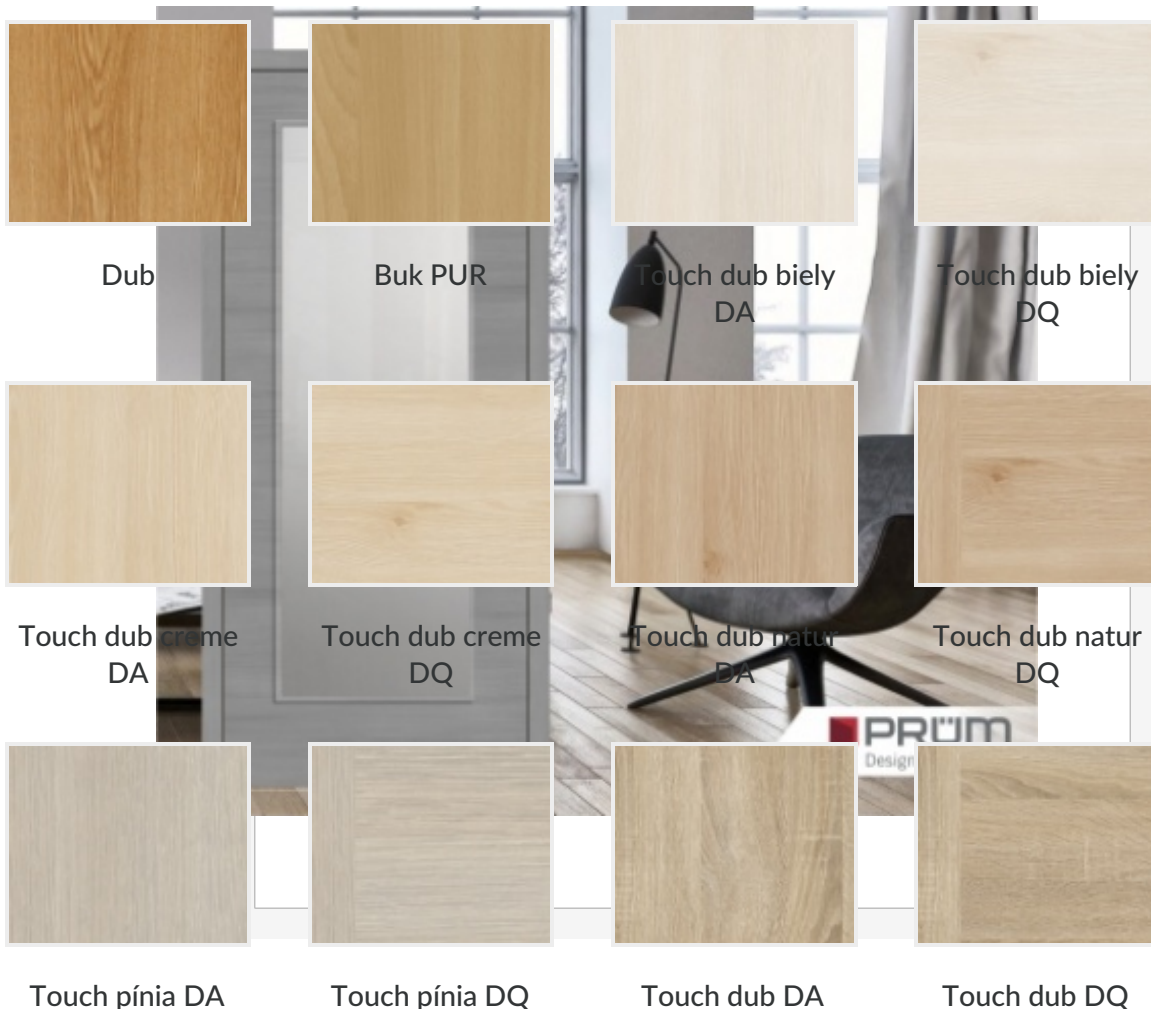 Dub
Buk PUR
Touch dub biely
DA
Touch dub biely
DQ
Touch dub creme
DA
Touch dub creme
DQ
Touch dub natur
DA
Touch dub natur
DQ
PRÜM
Design
Touch pínia DA
Touch pínia DQ
Touch dub DA
Touch dub DQ